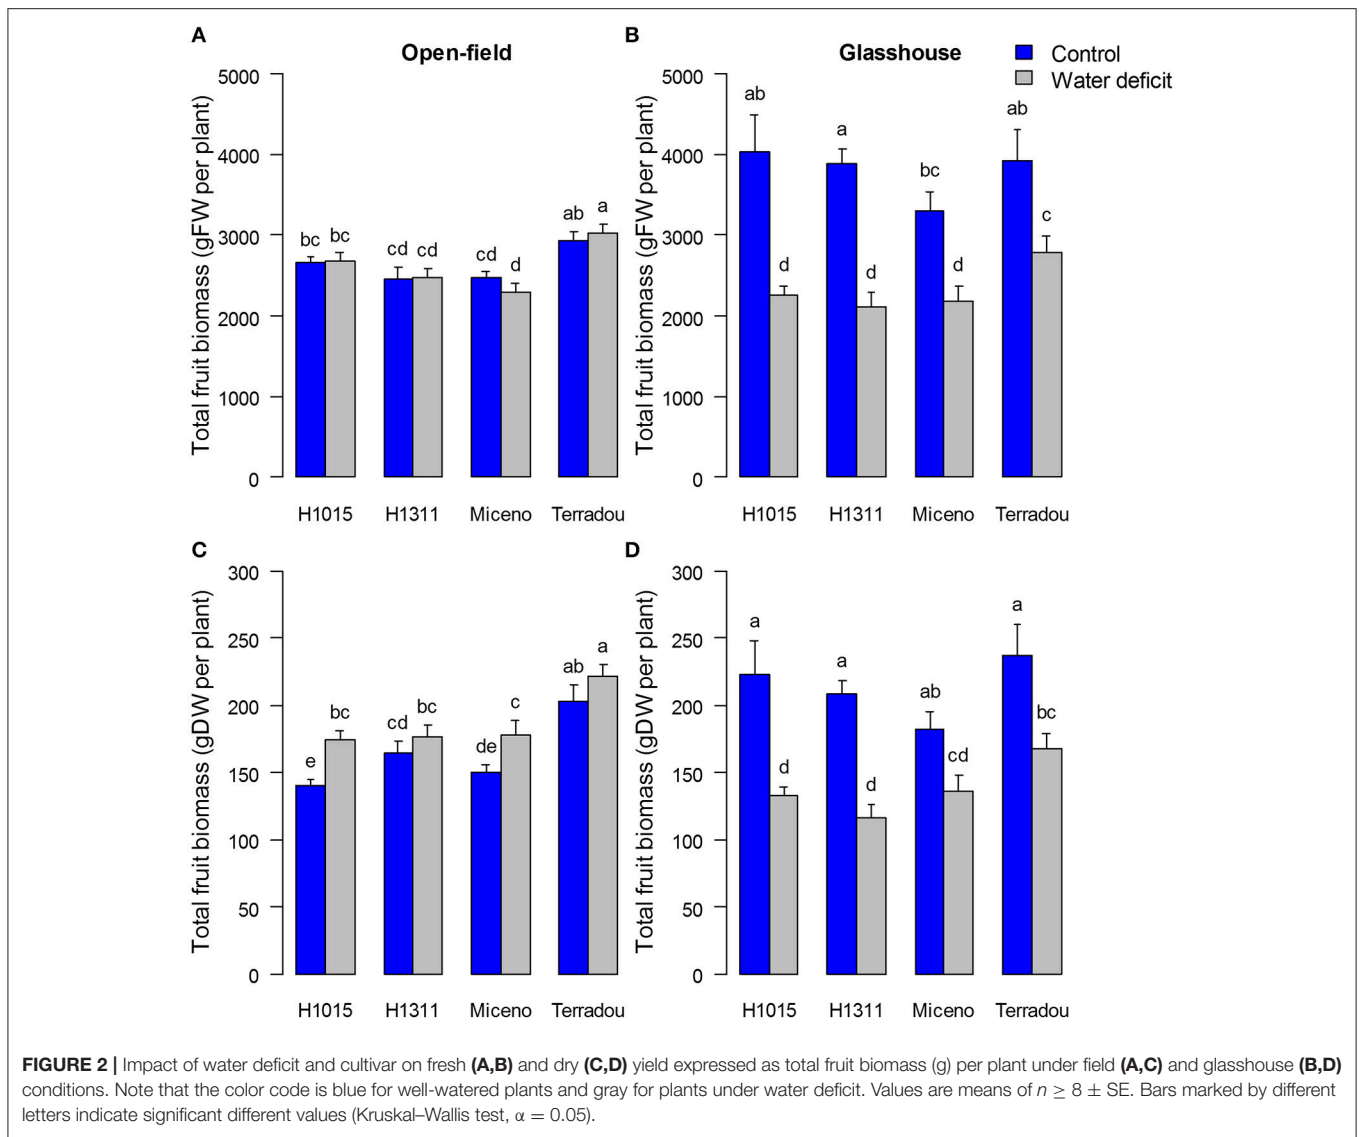 A
Open-field
Total fruit biomass (gFW per plant)
5000
4000
3000
2000
1000
0
bc bc cd cd cd d ab a
H1015 H1311 Miceno Terradou
B
Glasshouse
Control
Water deficit
Total fruit biomass (gFW per plant)
5000
4000
3000
2000
1000
0
ab d a d bc d ab c
H1015 H1311 Miceno Terradou
C
Total fruit biomass (gDW per plant)
300
250
200
150
100
50
0
e bc cd bc de c ab a
H1015 H1311 Miceno Terradou
D
Total fruit biomass (gDW per plant)
300
250
200
150
100
50
0
a d a d ab cd a bc
H1015 H1311 Miceno Terradou
FIGURE 2 | Impact of water deficit and cultivar on fresh (A,B) and dry (C,D) yield expressed as total fruit biomass (g) per plant under field (A,C) and glasshouse (B,D)
conditions. Note that the color code is blue for well-watered plants and gray for plants under water deficit. Values are means of n ≥ 8 ± SE. Bars marked by different
letters indicate significant different values (Kruskal–Wallis test, α = 0.05).